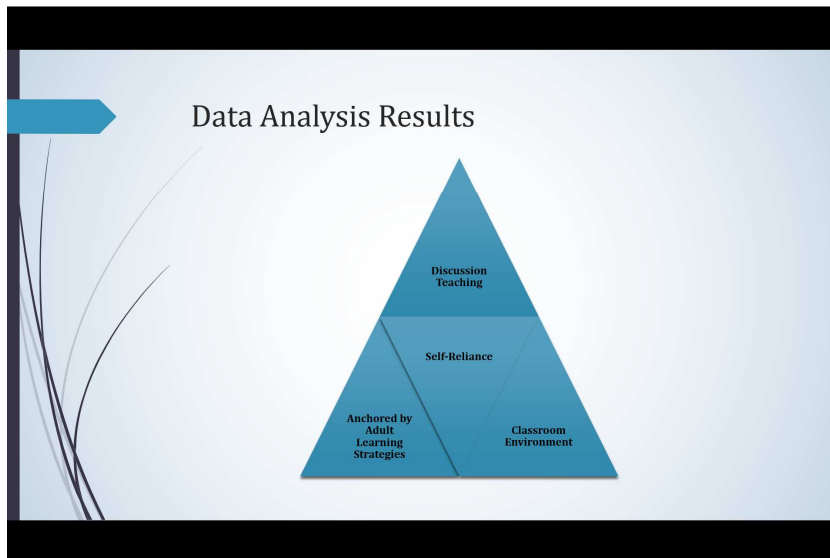 Data Analysis Results
Discussion
Teaching
Self-Reliance
Anchored by
Adult
Learning
Strategies
Classroom
Environment